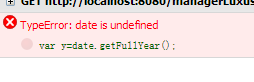 GET http://localhost:8080/managerLuxus
TypeError: date is undefined
var y=date.getFullYear();